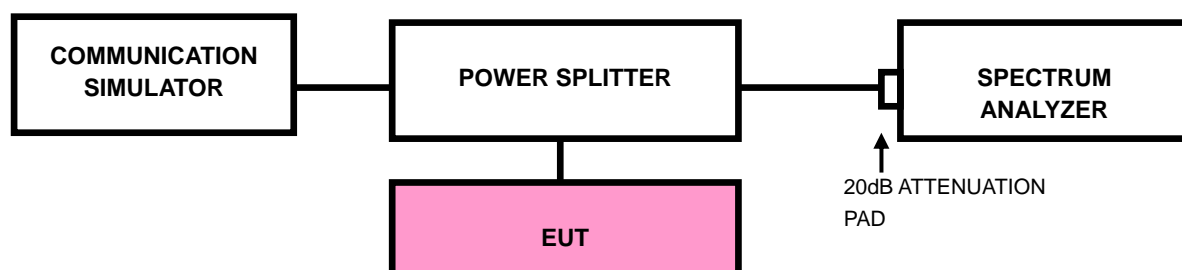 COMMUNICATION
SIMULATOR
POWER SPLITTER
SPECTRUM
ANALYZER
20dB ATTENUATION
PAD
EUT